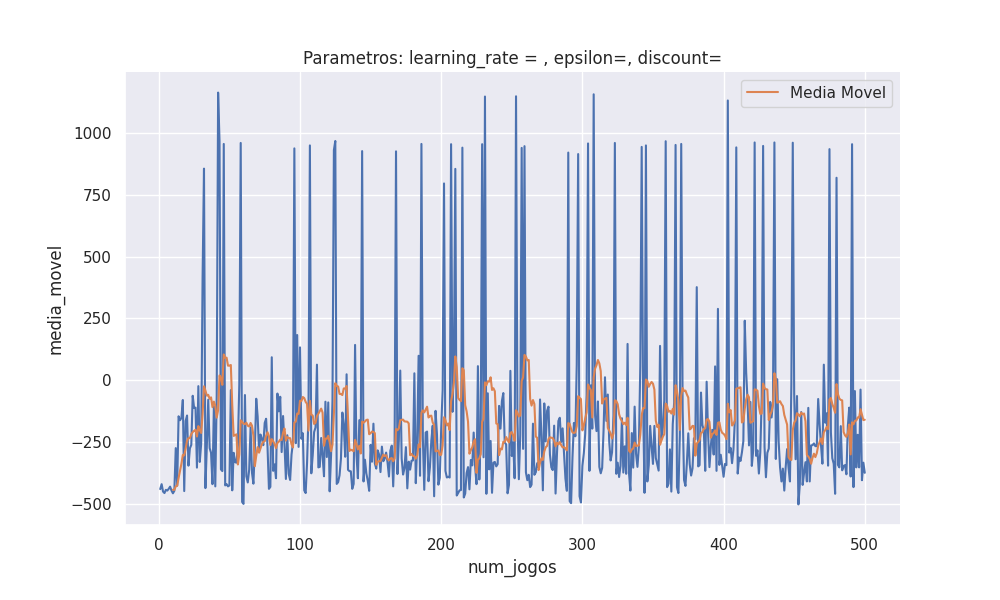 Parametros: learning_rate = , epsilon=, discount=
Media Movel
1000
750
500
250
0
−250
−500
media_movel
0 100 200 300 400 500
num_jogos